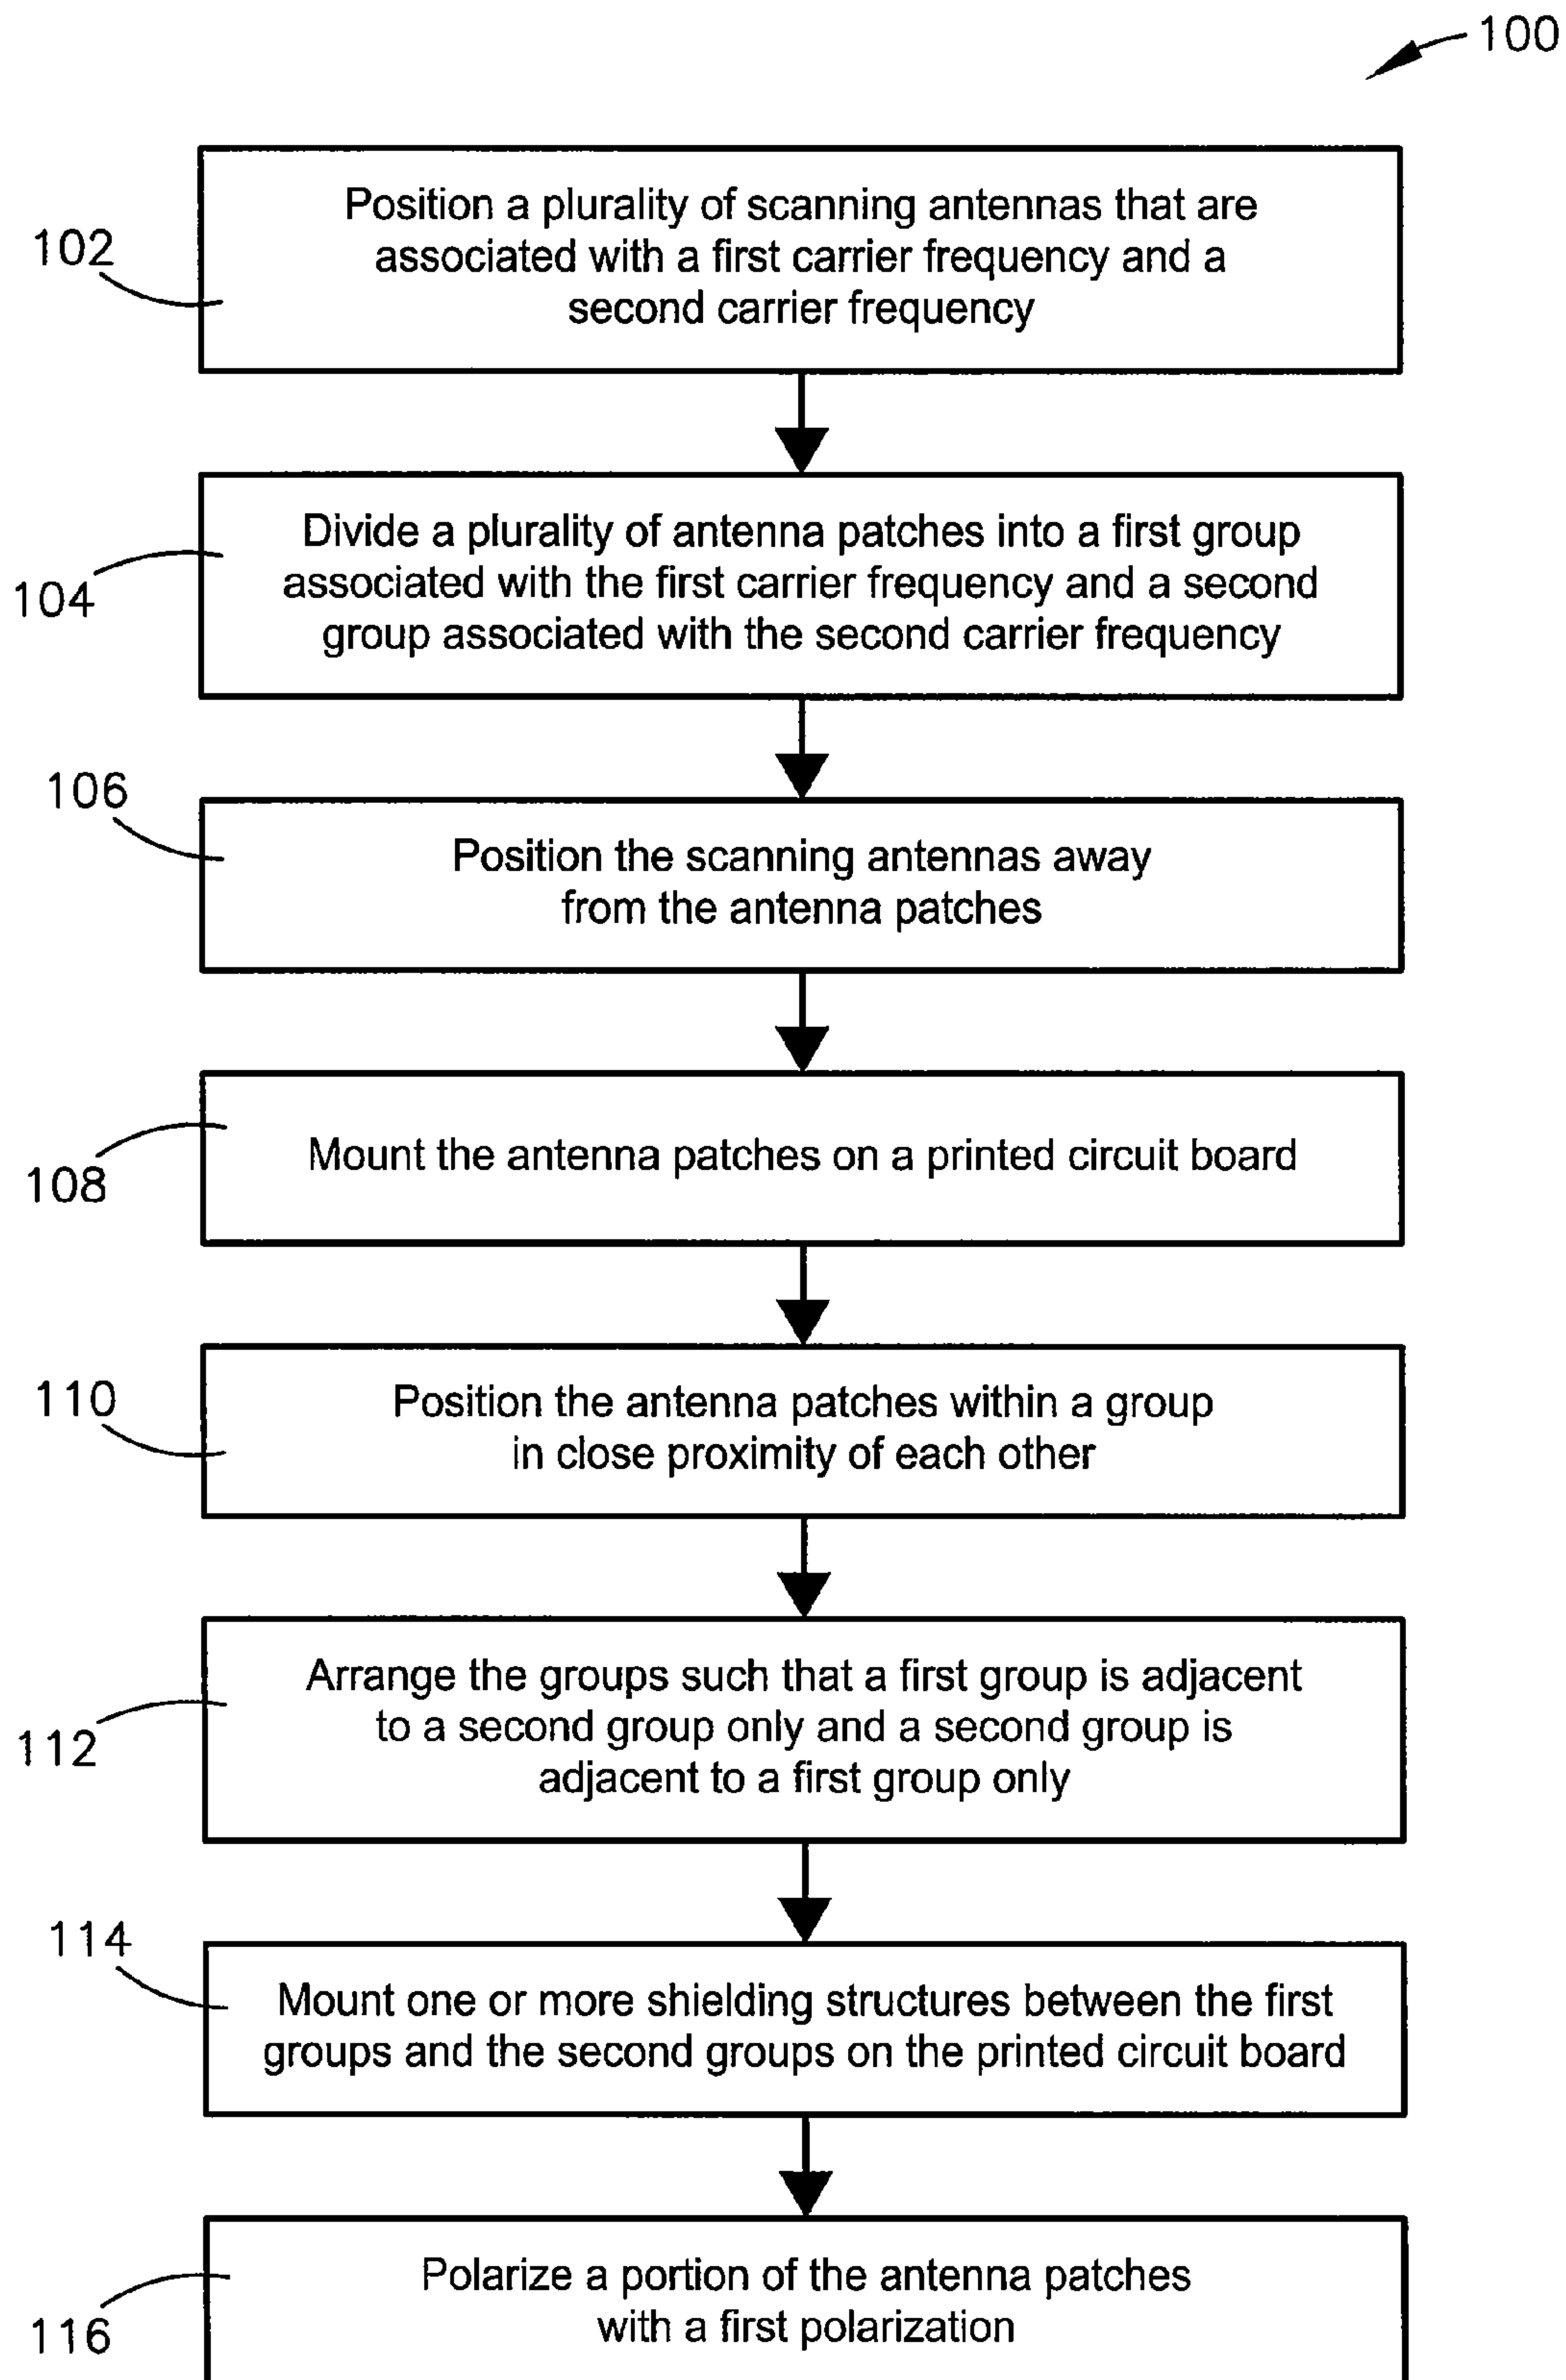 100
102
Position a plurality of scanning antennas that are
associated with a first carrier frequency and a
second carrier frequency
104
Divide a plurality of antenna patches into a first group
associated with the first carrier frequency and a second
group associated with the second carrier frequency
106
Position the scanning antennas away
from the antenna patches
108
Mount the antenna patches on a printed circuit board
110
Position the antenna patches within a group
in close proximity of each other
112
Arrange the groups such that a first group is adjacent
to a second group only and a second group is
adjacent to a first group only
114
Mount one or more shielding structures between the first
groups and the second groups on the printed circuit board
116
Polarize a portion of the antenna patches
with a first polarization